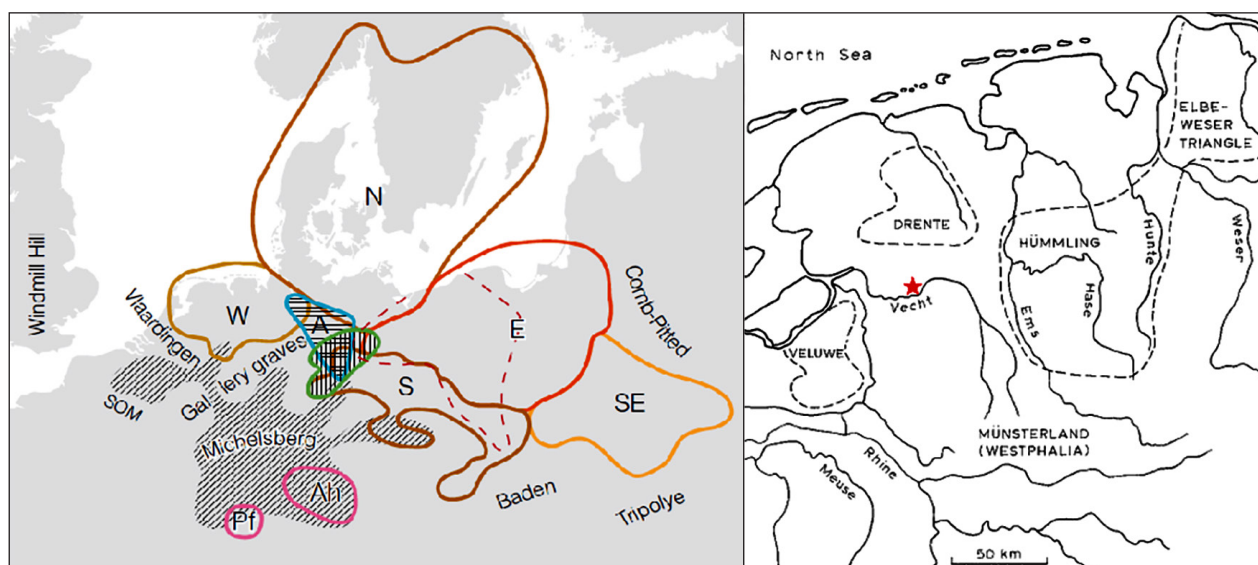 N
Windmill Hill
Vlaardingen
W
A
E
Comb-Pitted
Gallery graves
S
SE
SOM
Michelsberg
Ah
Pf
Baden
Tripolye
North Sea
ELBE-
WESER
TRIANGLE
DRENTE
HÜMMLING
Hunte
Weser
Vecht
Ems
Hase
VELUWE
MÜNSTERLAND
(WESTPHALIA)
Rhine
Meuse
50 km